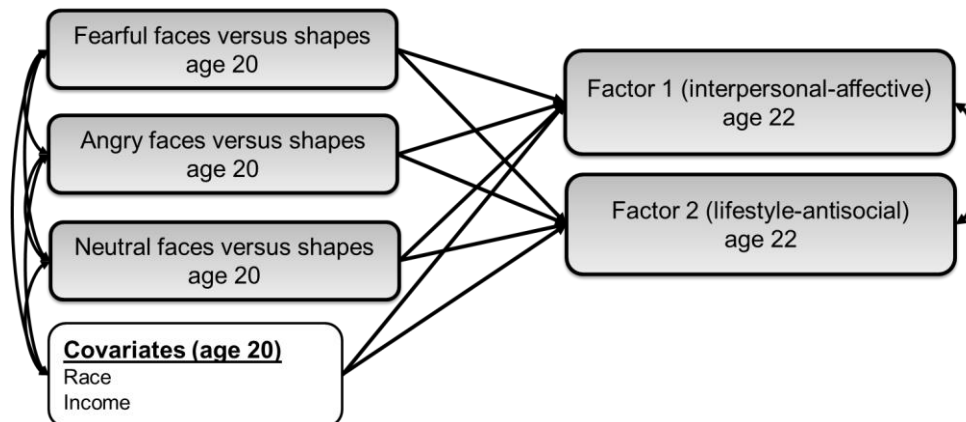 Fearful faces versus shapes
age 20
Angry faces versus shapes
age 20
Neutral faces versus shapes
age 20
Covariates (age 20)
Race
Income
Factor 1 (interpersonal-affective)
age 22
Factor 2 (lifestyle-antisocial)
age 22